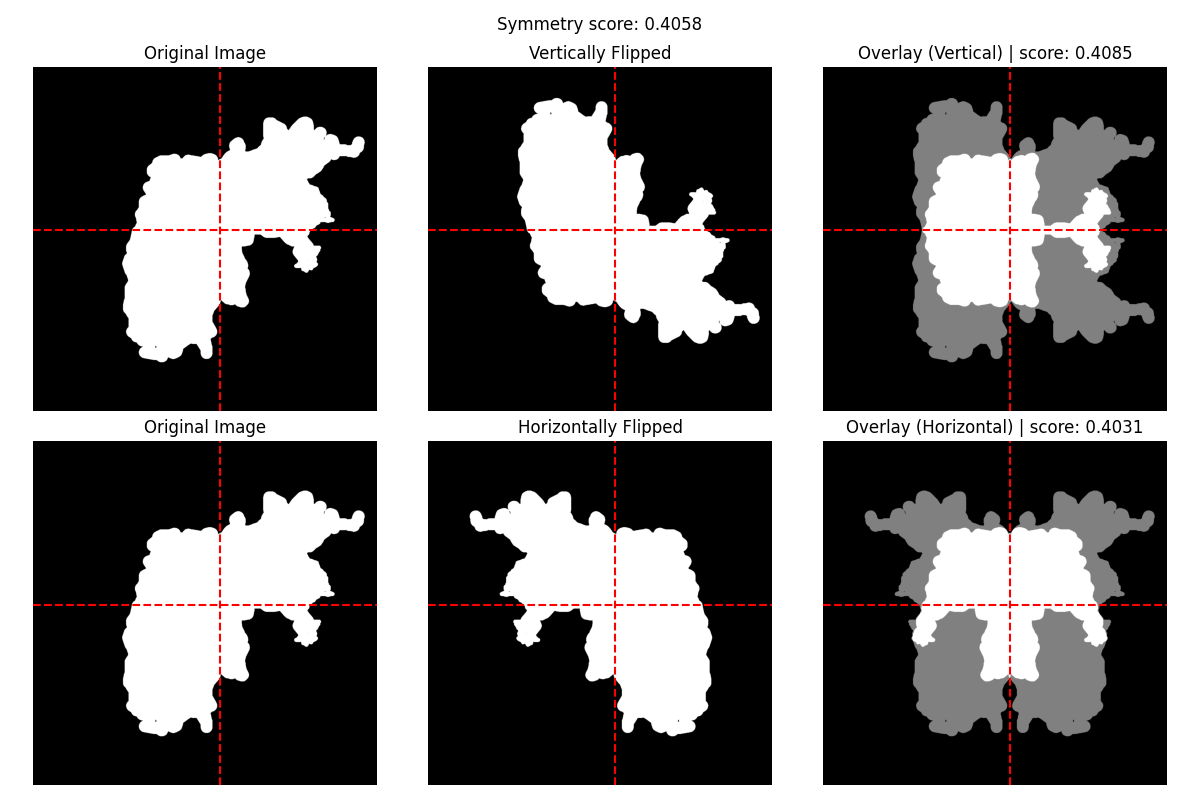 Symmetry score: 0.4058
Original Image
Vertically Flipped
Overlay (Vertical) | score: 0.4085
Original Image
Horizontally Flipped
Overlay (Horizontal) | score: 0.4031